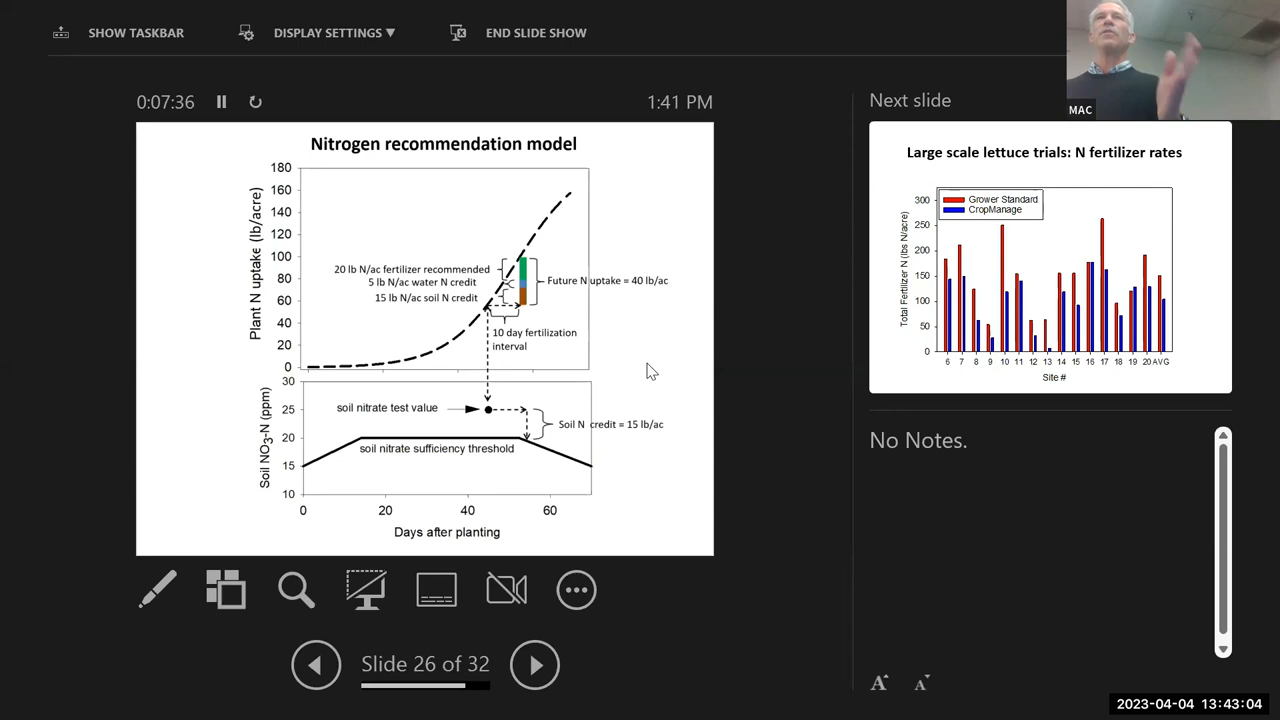 SHOW TASKBAR
DISPLAY SETTINGS ▼
END SLIDE SHOW
MAC
0:07:36
1:41 PM
Next slide
Nitrogen recommendation model
180
160
140
120
100
80
60
40
20
0
Plant N uptake (lb/acre)
20 lb N/ac fertilizer recommended
5 lb N/ac water N credit
15 lb N/ac soil N credit
Future N uptake = 40 lb/ac
10 day fertilization
interval
30
25
20
15
10
Soil NO3-N (ppm)
soil nitrate test value
Soil N credit = 15 lb/ac
soil nitrate sufficiency threshold
0 20 40 60
Days after planting
Large scale lettuce trials: N fertilizer rates
Grower Standard
CropManage
300
250
200
150
100
50
0
Total Fertilizer N (lbs N/acre)
6 7 8 9 10 11 12 13 14 15 16 17 18 19 20 AVG
Site #
No Notes.
Slide 26 of 32
A A
2023-04-04 13:43:04